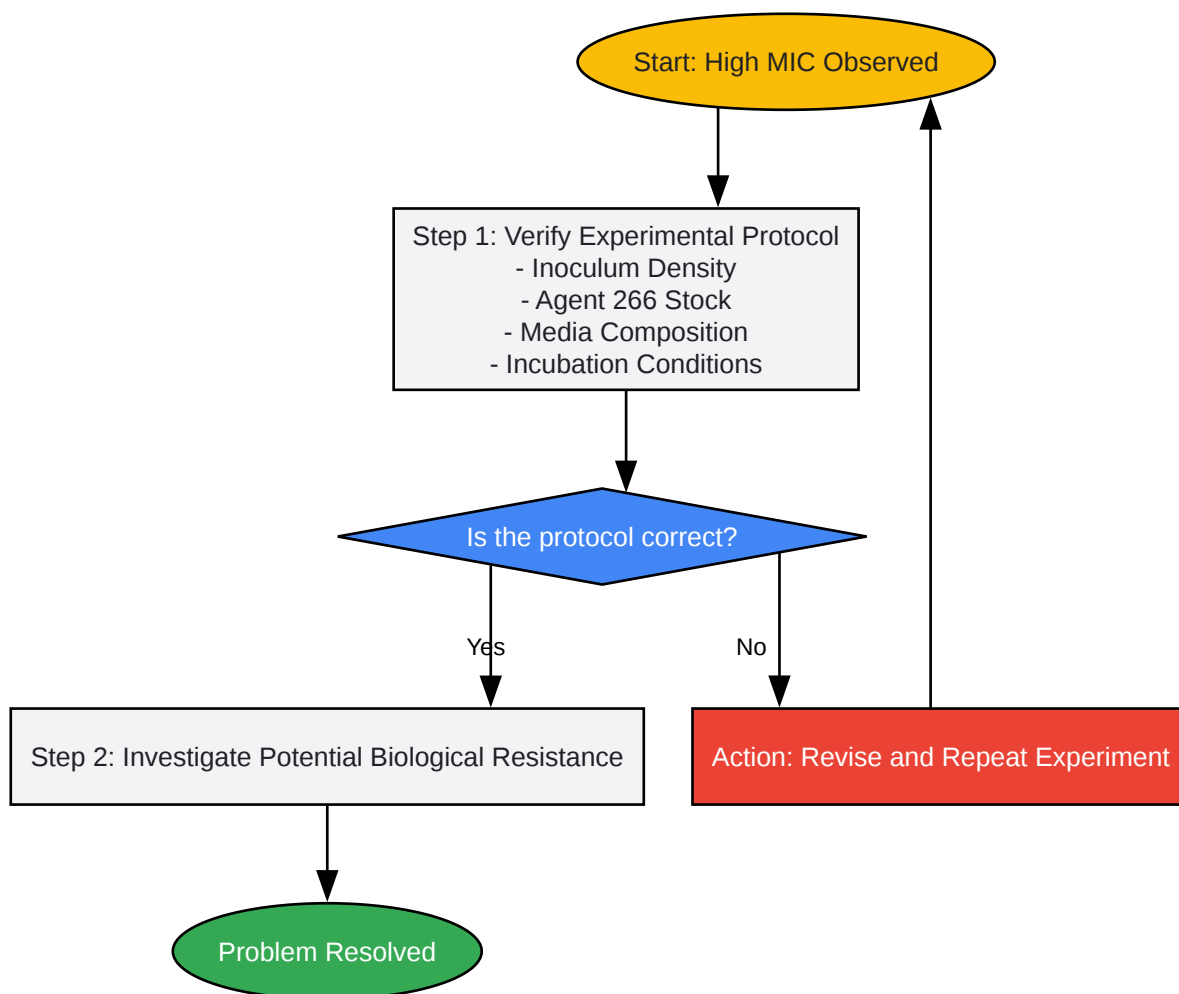 Start: High MIC Observed
Step 1: Verify Experimental Protocol
- Inoculum Density
- Agent 266 Stock
- Media Composition
- Incubation Conditions
Is the protocol correct?
Yes
No
Step 2: Investigate Potential Biological Resistance
Action: Revise and Repeat Experiment
Problem Resolved